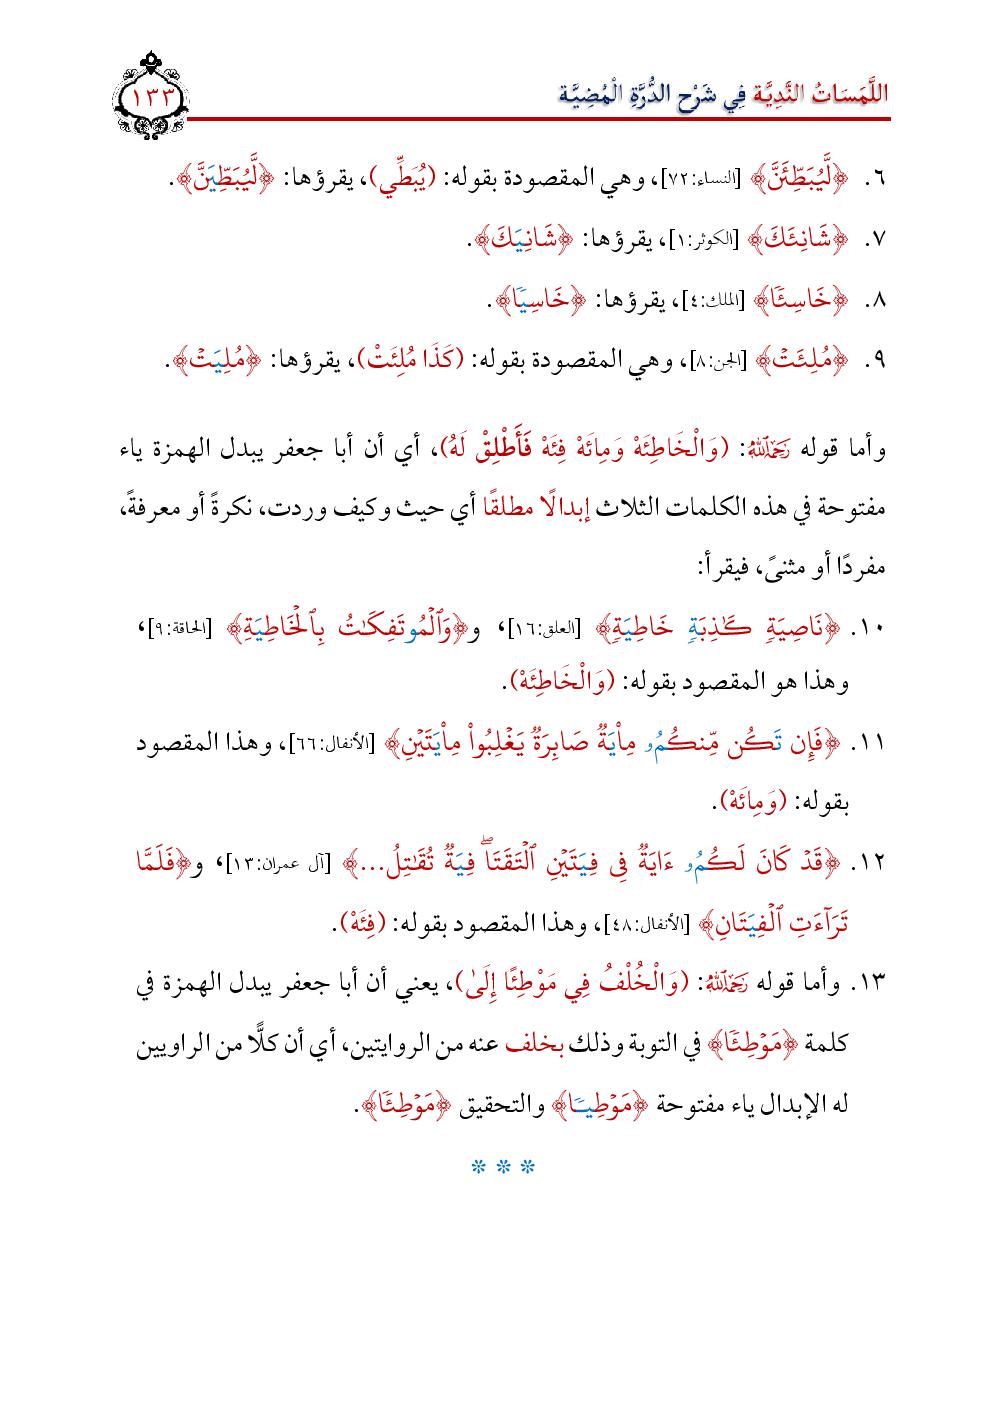 اللَّمَسَاتُ النَّدِيَّة فِي شَرْح الدُّرَّةِ الْمُضِيَّة
١٣٣
٦. ﴿لَّيُبَطِّئَنَّ﴾ [النساء:٧٢]، وهي المقصودة بقوله: (يُبَطِّي)، يقرؤها: ﴿لَّيُبَطِّيَنَّ﴾.
٧. ﴿شَانِئَكَ﴾ [الكوثر:١]، يقرؤها: ﴿شَانِيَكَ﴾.
٨. ﴿خَاسِئًا﴾ [الملك:٤]، يقرؤها: ﴿خَاسِيًا﴾.
٩. ﴿مُلِئَتْ﴾ [الجن:٨]، وهي المقصودة بقوله: (كَذَا مُلِئَتْ)، يقرؤها: ﴿مُلِيَتْ﴾.
وأما قوله رَحِمَهُ اللَّهُ: (وَالْخَاطِئَهْ وَمِائَهْ فِئَهْ فَأَطْلِقْ لَهُ)، أي أن أبا جعفر يبدل الهمزة ياء
مفتوحة في هذه الكلمات الثلاث إبدالًا مطلقًا أي حيث وكيف وردت، نكرةً أو معرفةً،
مفردًا أو مثنىً، فيقرأ:
١٠. ﴿نَاصِيَةٍ كَٰذِبَةٍ خَاطِيَةٍ﴾ [العلق:١٦]، و﴿وَٱلْمُوتَفِكَٰتُ بِٱلْخَاطِيَةِ﴾ [الحاقة:٩]،
وهذا هو المقصود بقوله: (وَالْخَاطِئَهْ).
١١. ﴿فَإِن تَكُن مِّنكُمُۥ مِاْيَةٌ صَابِرَةٌ يَغْلِبُواْ مِاْيَتَيْنِ﴾ [الأنفال:٦٦]، وهذا المقصود
بقوله: (وَمِائَهْ).
١٢. ﴿قَدْ كَانَ لَكُمُۥ ءَايَةٌ فِى فِيَتَيْنِ ٱلْتَقَتَاۖ فِيَةٌ تُقَٰتِلُ...﴾ [آل عمران:١٣]، و﴿فَلَمَّا
تَرَآءَتِ ٱلْفِيَتَانِ﴾ [الأنفال:٤٨]، وهذا المقصود بقوله: (فِئَهْ).
١٣. وأما قوله رَحِمَهُ اللَّهُ: (وَالْخُلْفُ فِي مَوْطِئًا إِلَىٰ)، يعني أن أبا جعفر يبدل الهمزة في
كلمة ﴿مَوْطِئًا﴾ في التوبة وذلك بخلف عنه من الروايتين، أي أن كلًّا من الراويين
له الإبدال ياء مفتوحة ﴿مَوْطِيًا﴾ والتحقيق ﴿مَوْطِئًا﴾.
* * *